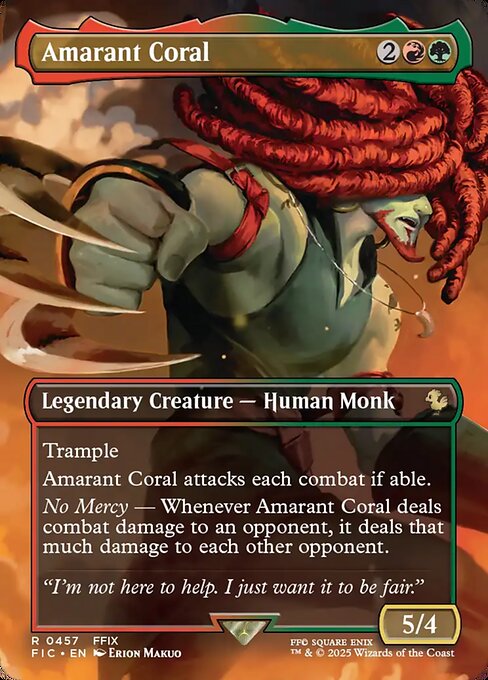 Amarant Coral 2
Legendary Creature — Human Monk
Trample
Amarant Coral attacks each combat if able.
No Mercy — Whenever Amarant Coral deals
combat damage to an opponent, it deals that
much damage to each other opponent.
“I'm not here to help. I just want it to be fair.”
5/4
R 0457 FFIX
FIC • EN Erion Makuo
FF© SQUARE ENIX
™ & © 2025 Wizards of the Coast